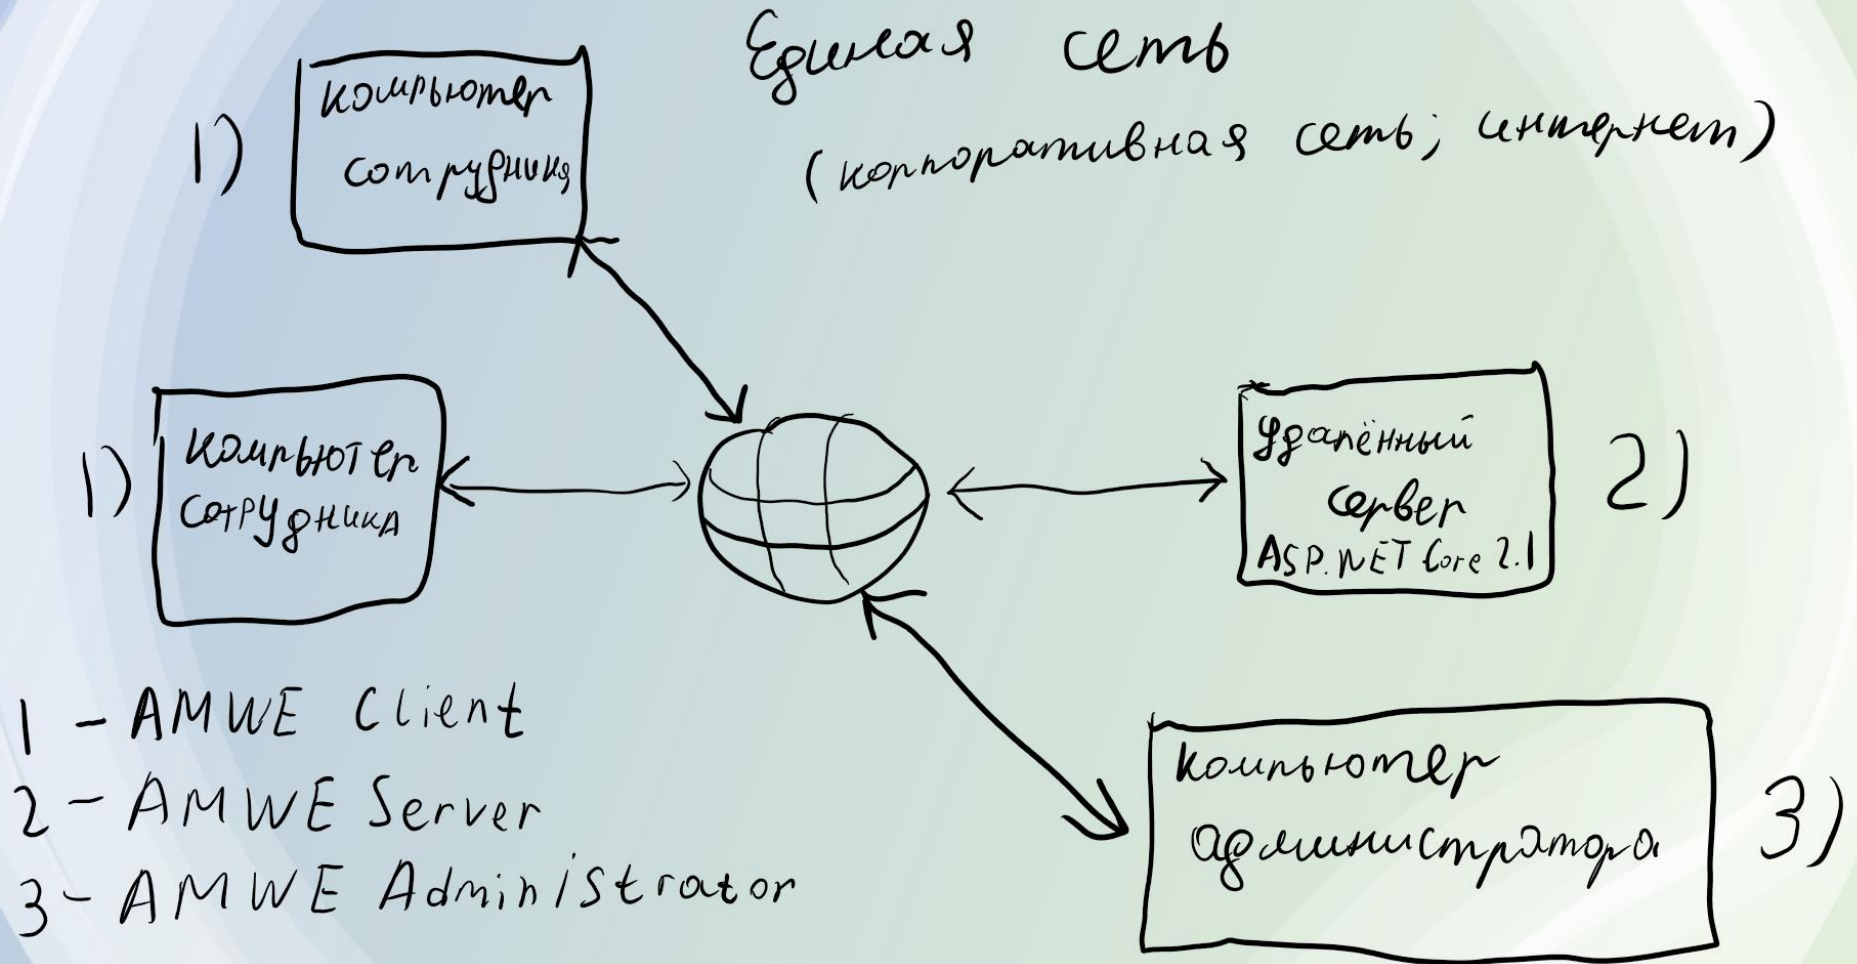 Единая сеть
(корпоративная сеть; интернет)
1)
компьютер
сотрудника
1)
компьютер
сотрудника
Удалённый
сервер
ASP.NET Core 2.1
2)
компьютер
администратора
3)
1 - AMWE Client
2 - AMWE Server
3 - AMWE Administrator